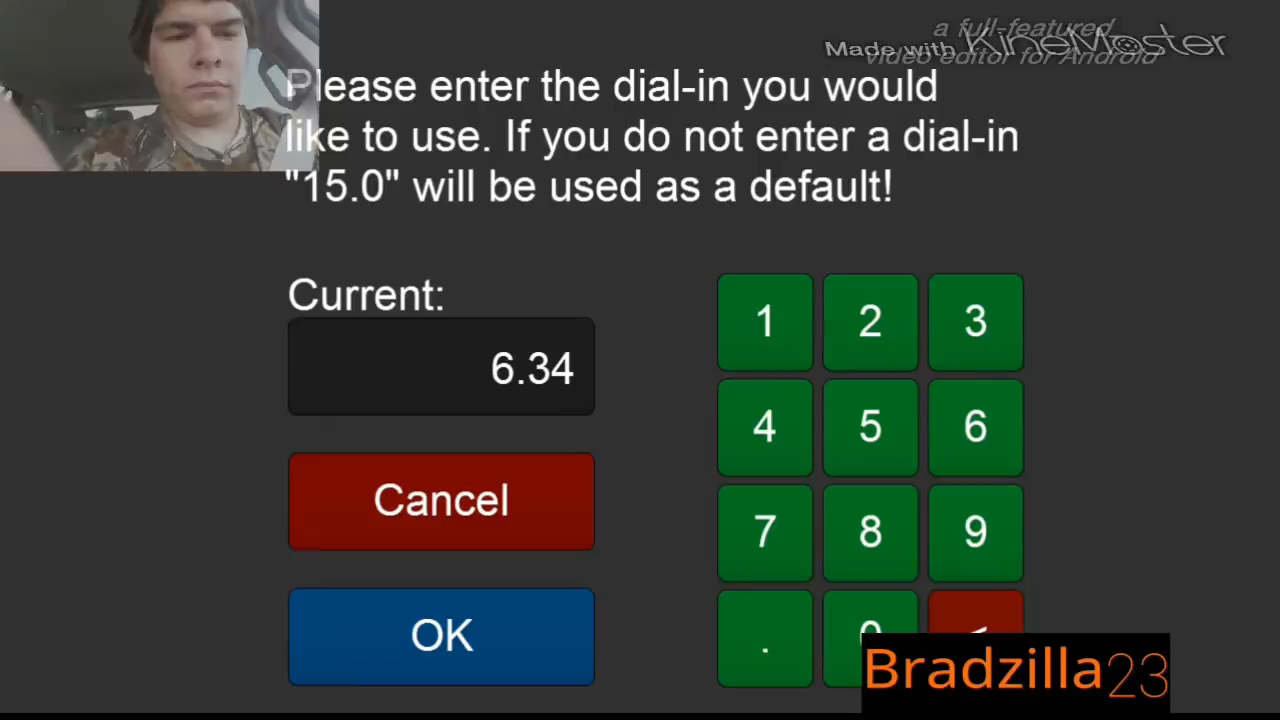 a full-featured
Made with KineMaster
video editor for Android
Please enter the dial-in you would
like to use. If you do not enter a dial-in
"15.0" will be used as a default!
Current:
6.34
1 2 3
Cancel
4 5 6
7 8 9
OK
. 0 <
Bradzilla23